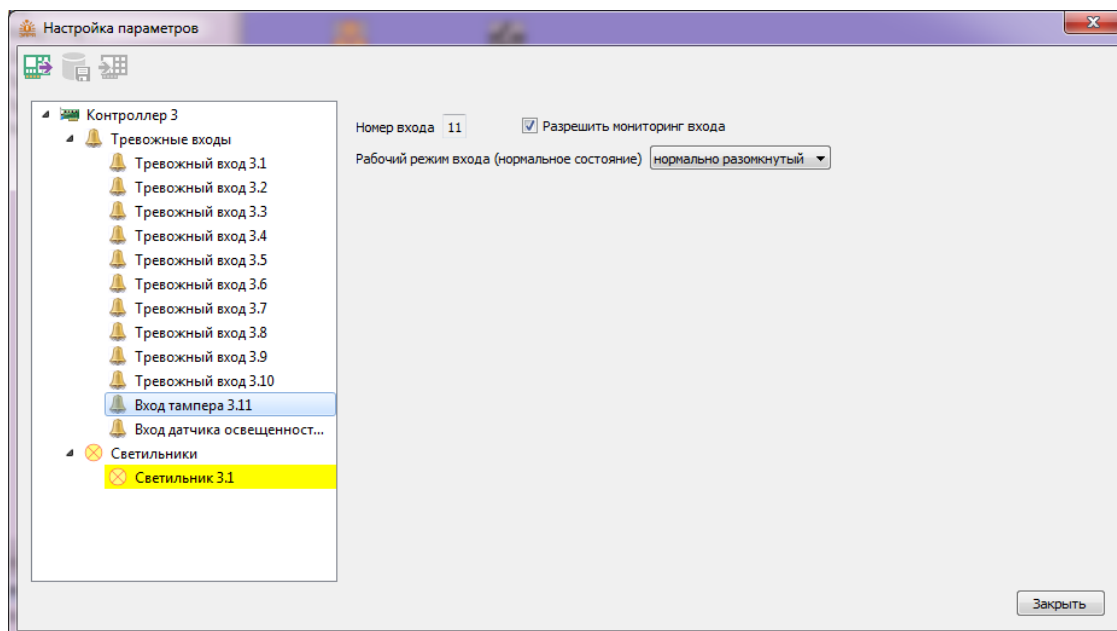 Настройка параметров
Контроллер 3
Тревожные входы
Тревожный вход 3.1
Тревожный вход 3.2
Тревожный вход 3.3
Тревожный вход 3.4
Тревожный вход 3.5
Тревожный вход 3.6
Тревожный вход 3.7
Тревожный вход 3.8
Тревожный вход 3.9
Тревожный вход 3.10
Вход тампера 3.11
Вход датчика освещенност...
Светильники
Светильник 3.1
Номер входа 11 Разрешить мониторинг входа
Рабочий режим входа (нормальное состояние) нормально разомкнутый
Закрыть